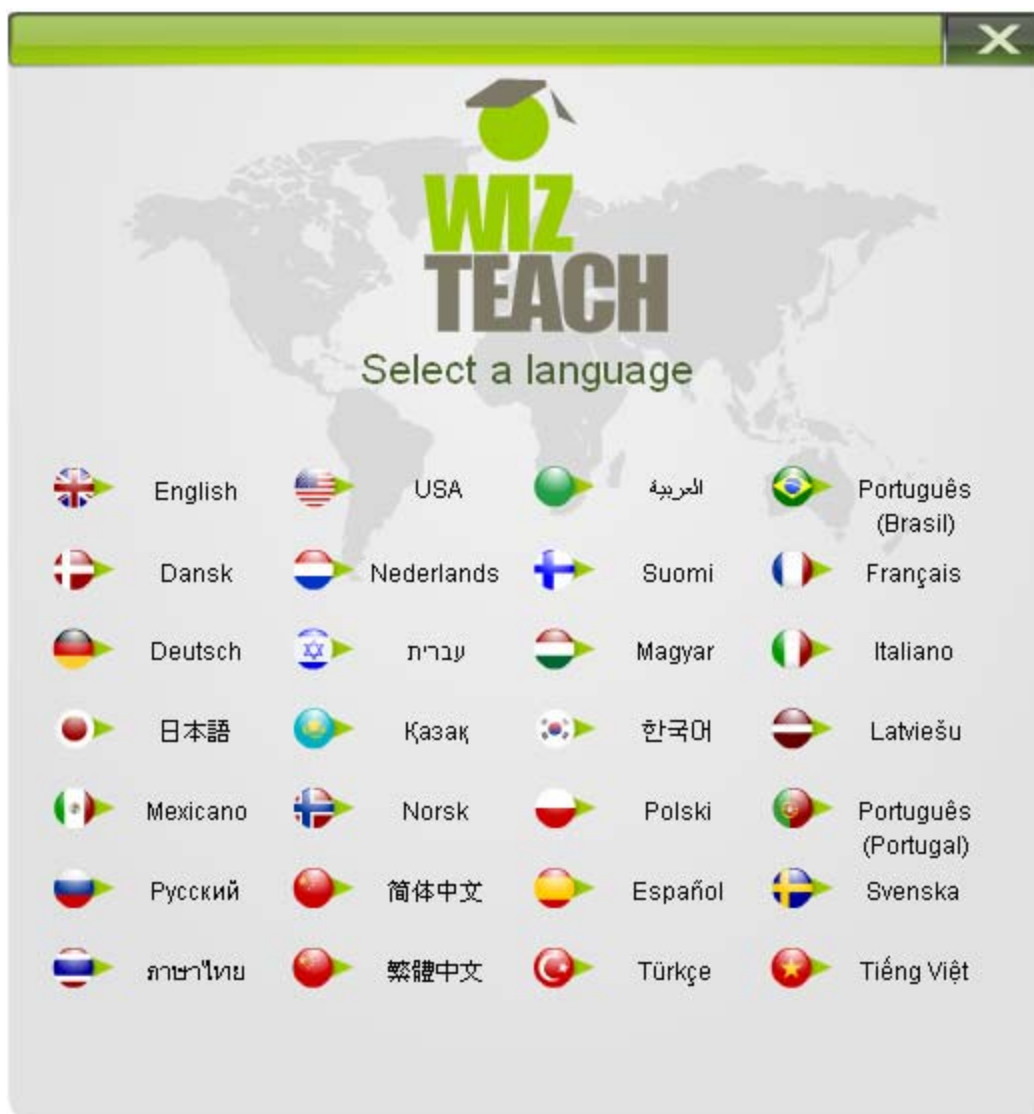 WIZ
TEACH
Select a language
English
USA
العربية
Português
(Brasil)
Dansk
Nederlands
Suomi
Français
Deutsch
עברית
Magyar
Italiano
日本語
Қазақ
한국어
Latviešu
Mexicano
Norsk
Polski
Português
(Portugal)
Русский
简体中文
Español
Svenska
ภาษาไทย
繁體中文
Türkçe
Tiếng Việt